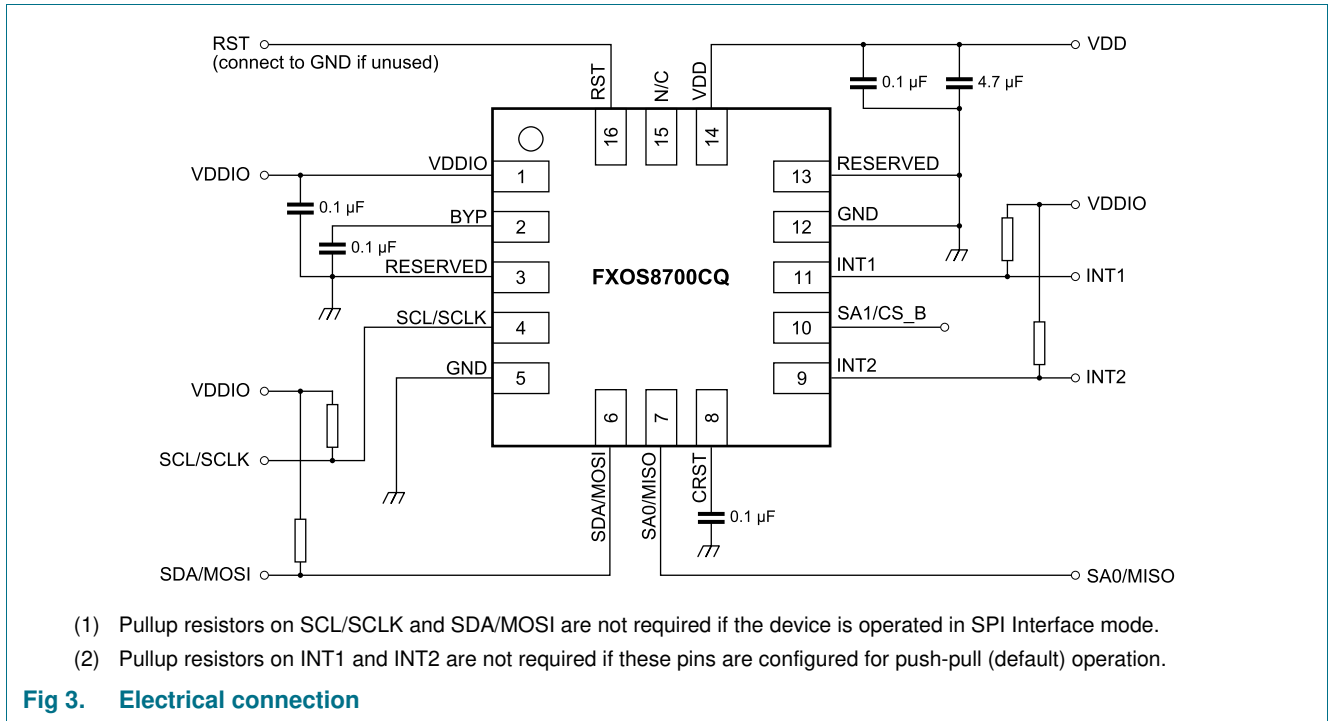 RST
(connect to GND if unused)
VDD
RST
N/C
VDD
0.1 µF
4.7 µF
16
15
14
VDDIO
VDDIO
1
13
RESERVED
0.1 µF
VDDIO
BYP
2
12
GND
0.1 µF
RESERVED
3
FXOS8700CQ
11
INT1
INT1
SCL/SCLK
4
10
SA1/CS_B
GND
5
9
INT2
INT2
VDDIO
6
7
8
SCL/SCLK
SDA/MOSI
SA0/MISO
CRST
0.1 µF
SDA/MOSI
SA0/MISO
(1) Pullup resistors on SCL/SCLK and SDA/MOSI are not required if the device is operated in SPI Interface mode.
(2) Pullup resistors on INT1 and INT2 are not required if these pins are configured for push-pull (default) operation.
Fig 3. Electrical connection